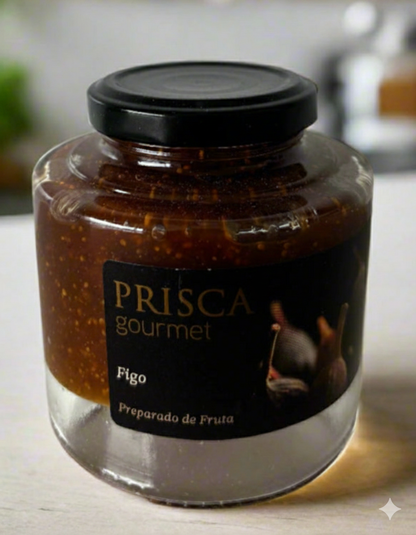 PRISCA
gourmet
Figo
Preparado de Fruta